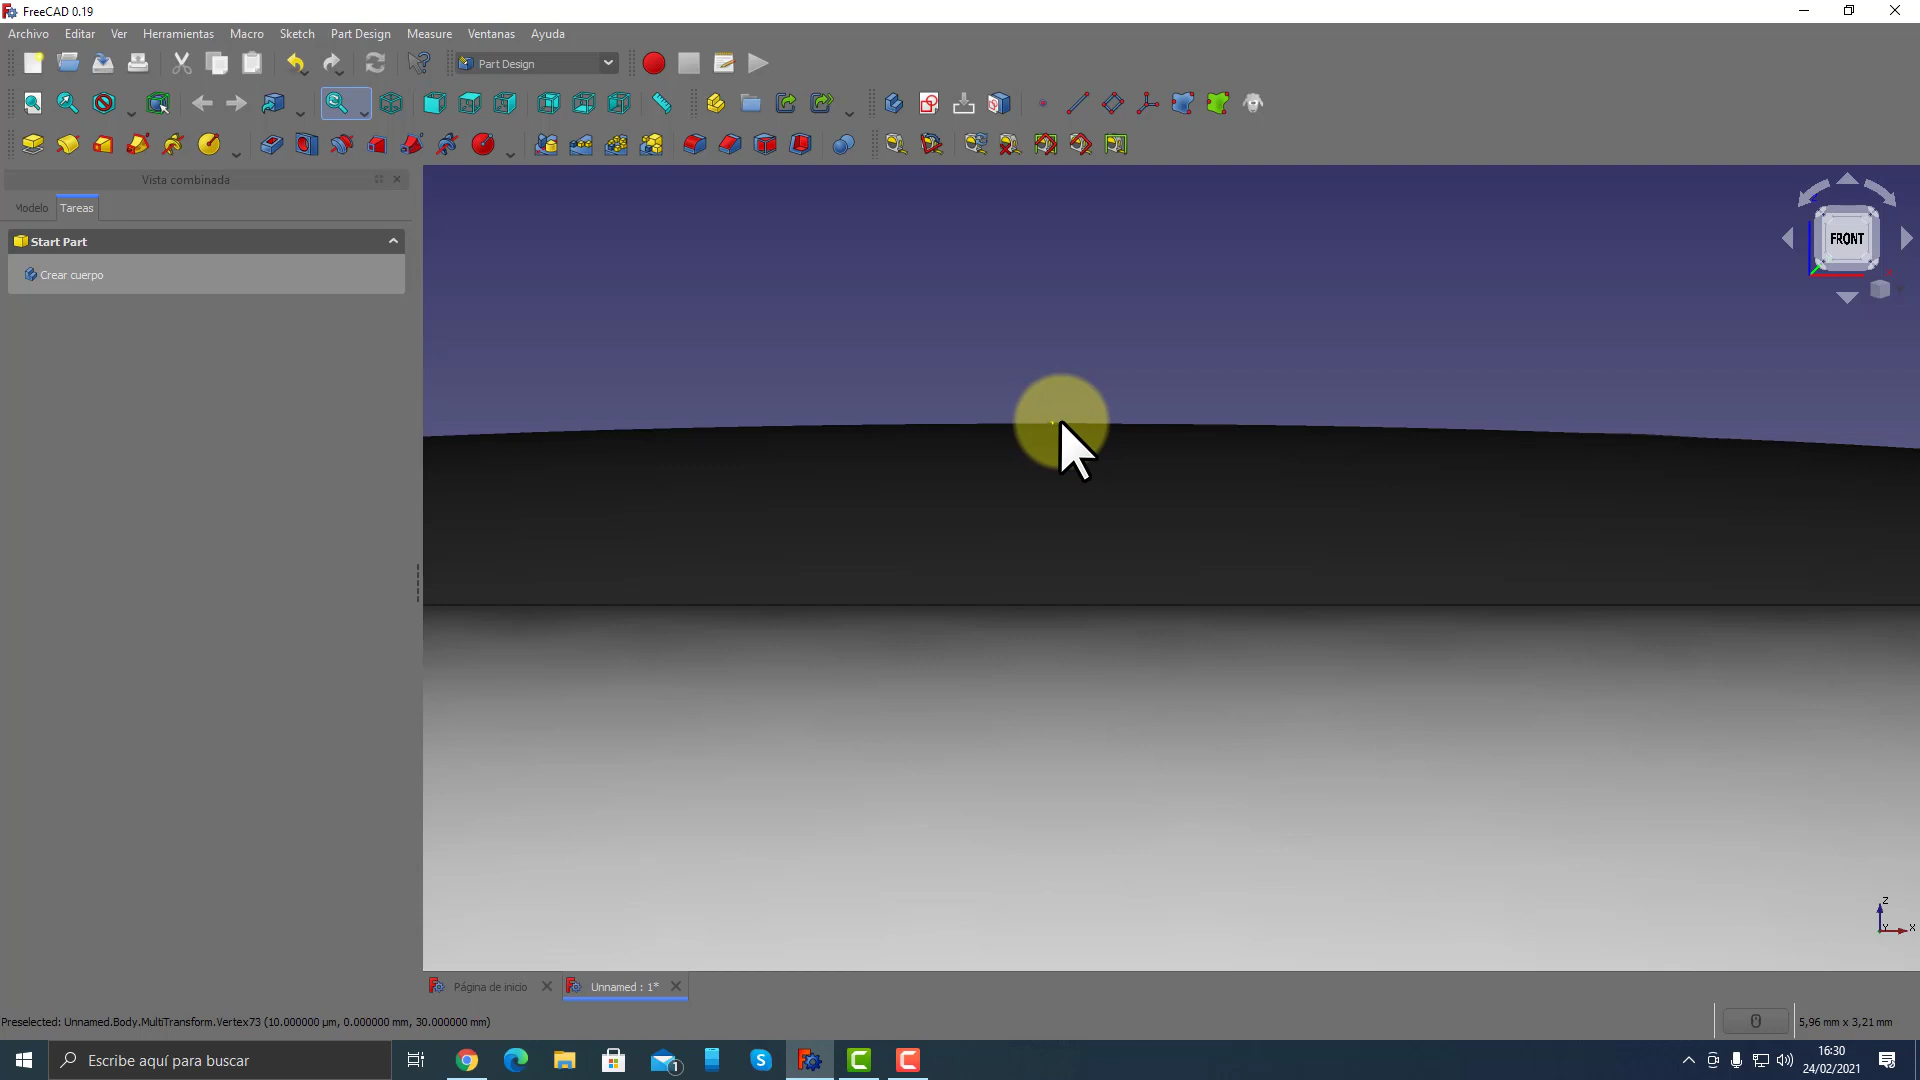 FreeCAD 0.19
Archivo Editar Ver Herramientas Macro Sketch Part Design Measure Ventanas Ayuda
Part Design
Vista combinada
Modelo Tareas
Start Part
Crear cuerpo
FRONT
Z
Y X
Página de inicio Unnamed : 1*
Preselected: Unnamed.Body.MultiTransform.Vertex73 (10.000000 µm, 0.000000 mm, 30.000000 mm)
5,96 mm x 3,21 mm
Escribe aquí para buscar
1
16:30
24/02/2021